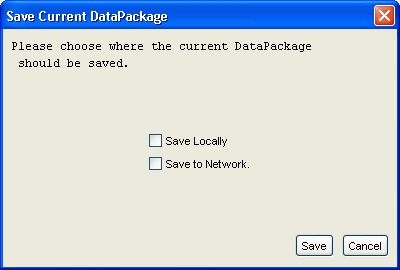 Save Current DataPackage
Please choose where the current DataPackage
should be saved.
Save Locally
Save to Network.
Save Cancel